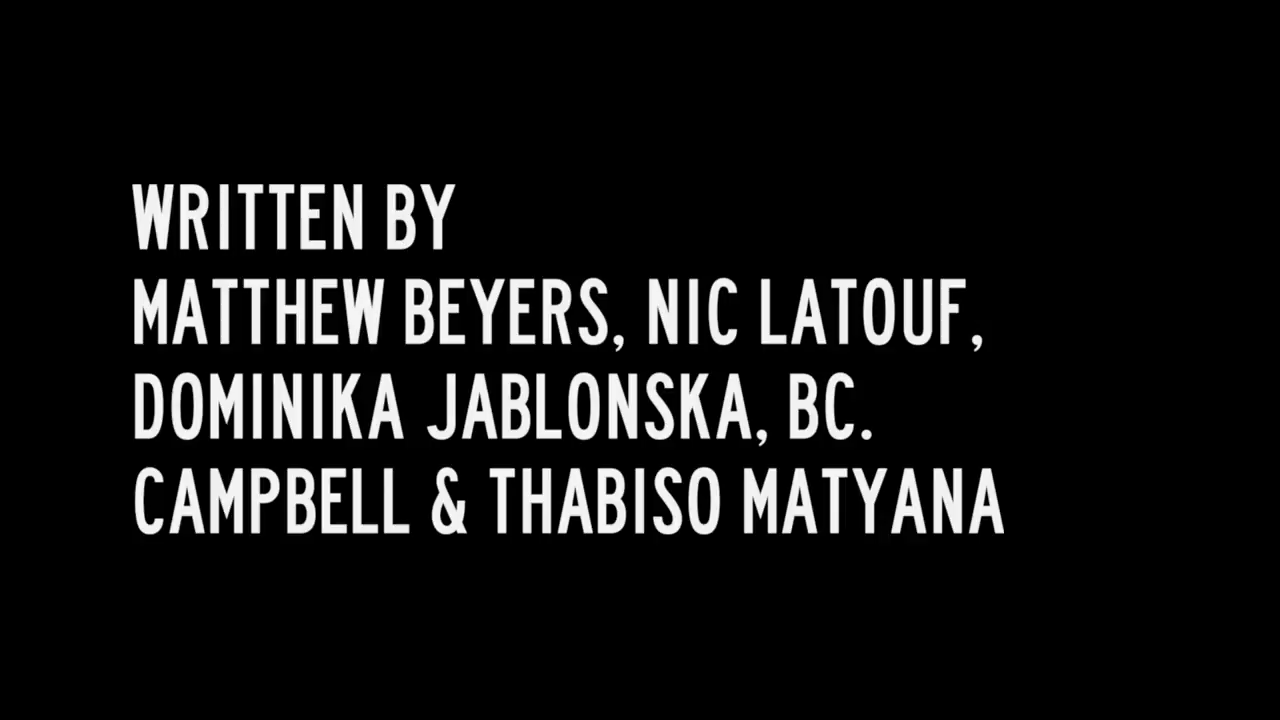 WRITTEN BY
MATTHEW BEYERS, NIC LATOUF,
DOMINIKA JABLONSKA, BC.
CAMPBELL & THABISO MATYANA